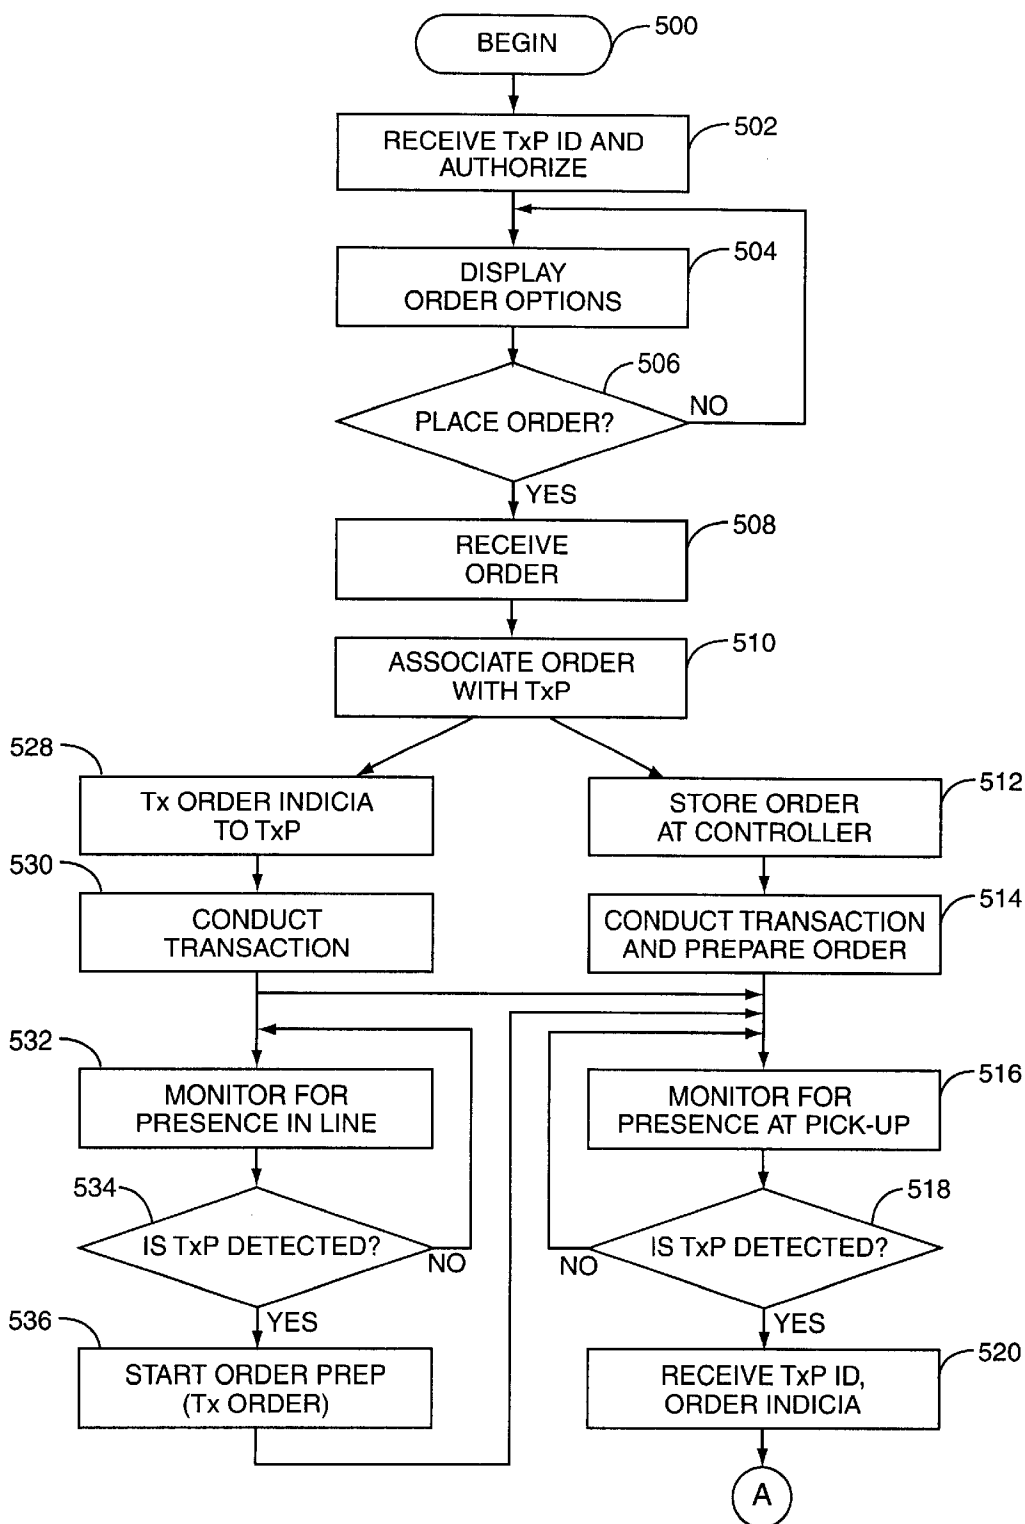 BEGIN
500
RECEIVE TxP ID AND
AUTHORIZE
502
DISPLAY
ORDER OPTIONS
504
PLACE ORDER?
506
NO
YES
RECEIVE
ORDER
508
ASSOCIATE ORDER
WITH TxP
510
528
Tx ORDER INDICIA
TO TxP
STORE ORDER
AT CONTROLLER
512
530
CONDUCT
TRANSACTION
CONDUCT TRANSACTION
AND PREPARE ORDER
514
532
MONITOR FOR
PRESENCE IN LINE
MONITOR FOR
PRESENCE AT PICK-UP
516
534
IS TxP DETECTED?
NO
YES
518
IS TxP DETECTED?
NO
YES
536
START ORDER PREP
(Tx ORDER)
RECEIVE TxP ID,
ORDER INDICIA
520
A